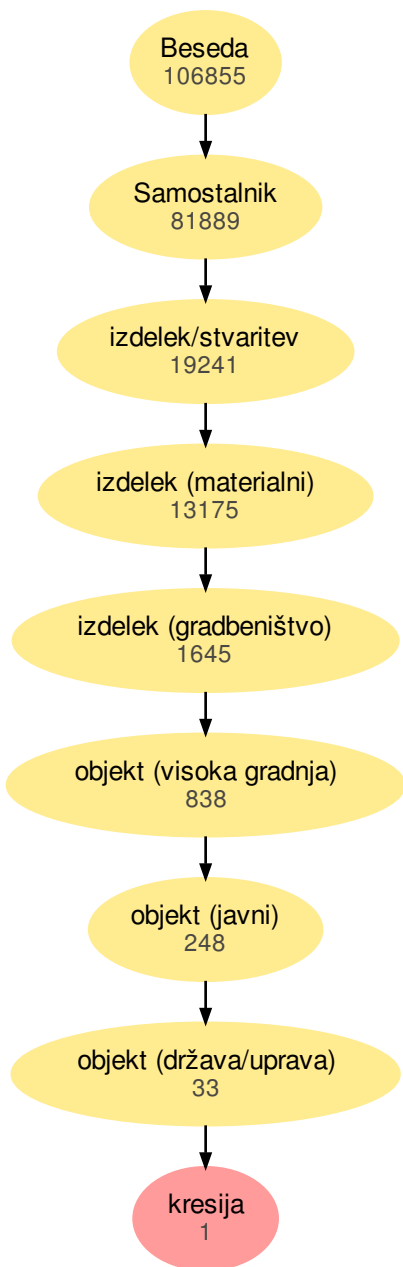 Beseda
106855
Samostalnik
81889
izdelek/stvaritev
19241
izdelek (materialni)
13175
izdelek (gradbeništvo)
1645
objekt (visoka gradnja)
838
objekt (javni)
248
objekt (država/uprava)
33
kresija
1